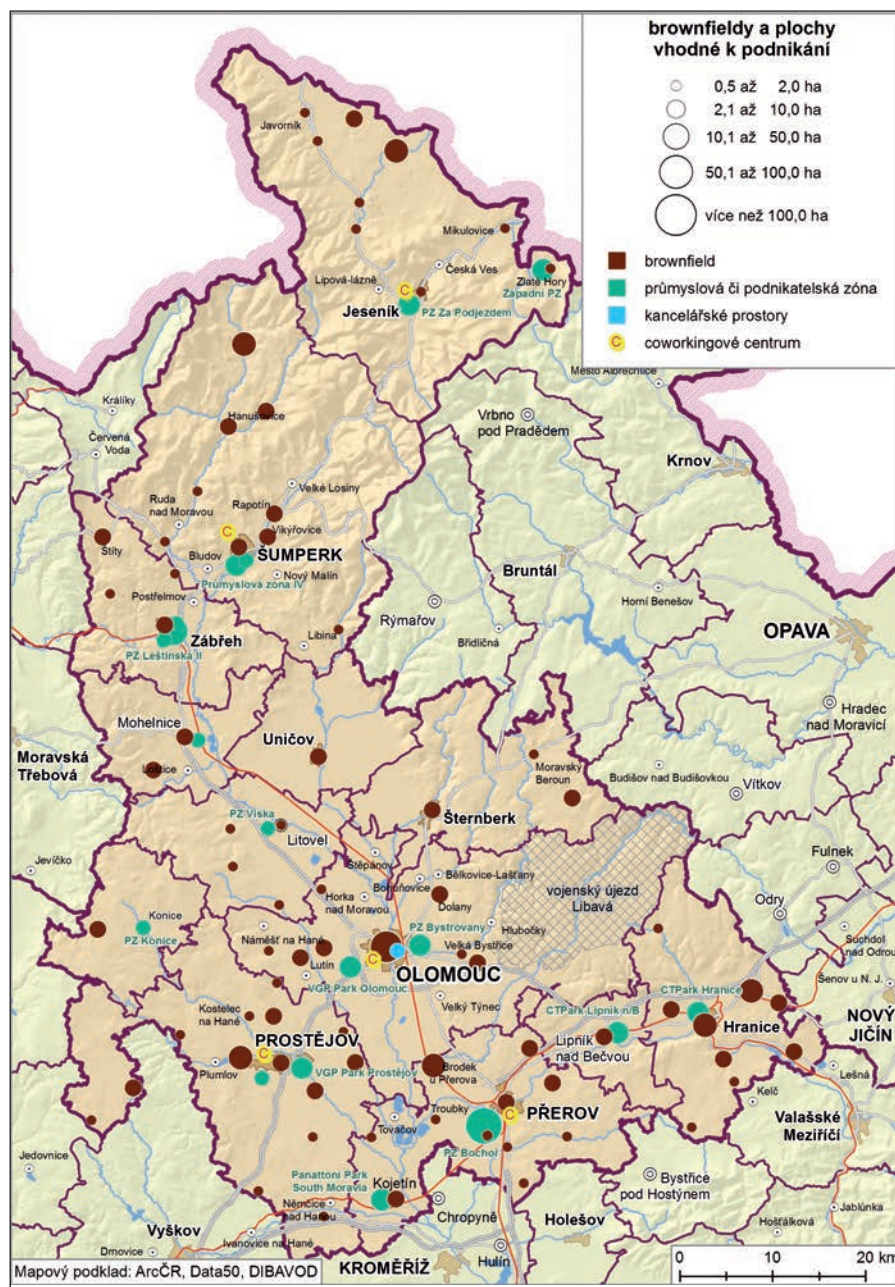 brownfieldy a plochy
vhodné k podnikání
0,5 až 2,0 ha
2,1 až 10,0 ha
10,1 až 50,0 ha
50,1 až 100,0 ha
více než 100,0 ha
brownfield
průmyslová či podnikatelská zóna
kancelářské prostory
C coworkingové centrum
Javorník
Mikulovice
Česká Ves
Lipová-lázně
Zlaté Hory
Západní PZ
C
Jeseník
PZ Za Podjezdem
Město Albrechtice
Králíky
Hanušovice
Vrbno
pod Pradědem
Červená
Voda
Krnov
Velké Losiny
Ruda
nad Moravou
Rapotín
C
Vikýřovice
Štíty
Bludov
ŠUMPERK
Bruntál
Průmyslová zóna IV
Nový Malín
Postřelmov
Horní Benešov
Rýmařov
Zábřeh
Libina
Břidličná
OPAVA
PZ Leštinská II
Hradec
nad Moravicí
Mohelnice
Uničov
Moravská
Třebová
Loštice
Moravský
Beroun
Budišov nad Budišovkou
Vítkov
PZ Víska
Šternberk
Litovel
Jevíčko
Štěpánov
Fulnek
Bělkovice-Lašťany
Bohuňovice
Horka
nad Moravou
Dolany
vojenský újezd
Libavá
Odry
Konice
PZ Konice
PZ Bystrovany
Hlubočky
Suchdol
nad Odrou
Náměšť na Hané
Velká Bystřice
Lutín
C
OLOMOUC
Šenov u N. J.
VGP Park Olomouc
CTPark Hranice
Velký Týnec
CTPark Lipník n/B
Kostelec
na Hané
NOVÝ
JIČÍN
PROSTĚJOV
Lipník
nad Bečvou
Hranice
C
Plumlov
VGP Park Prostějov
Brodek
u Přerova
Lešná
Kelč
Troubky
PŘEROV
C
Tovačov
Valašské
Meziříčí
PZ Bochoř
Jedovnice
Panattoni Park
South Moravia
Kojetín
Bystřice
pod Hostýnem
Němčice
nad Hanou
Chropyně
Jablůnka
Vyškov
Holešov
Hošťálková
Ivanovice na Hané
Drnovice
Hulín
KROMĚŘÍŽ
0 10 20 km
Mapový podklad: ArcČR, Data50, DIBAVOD